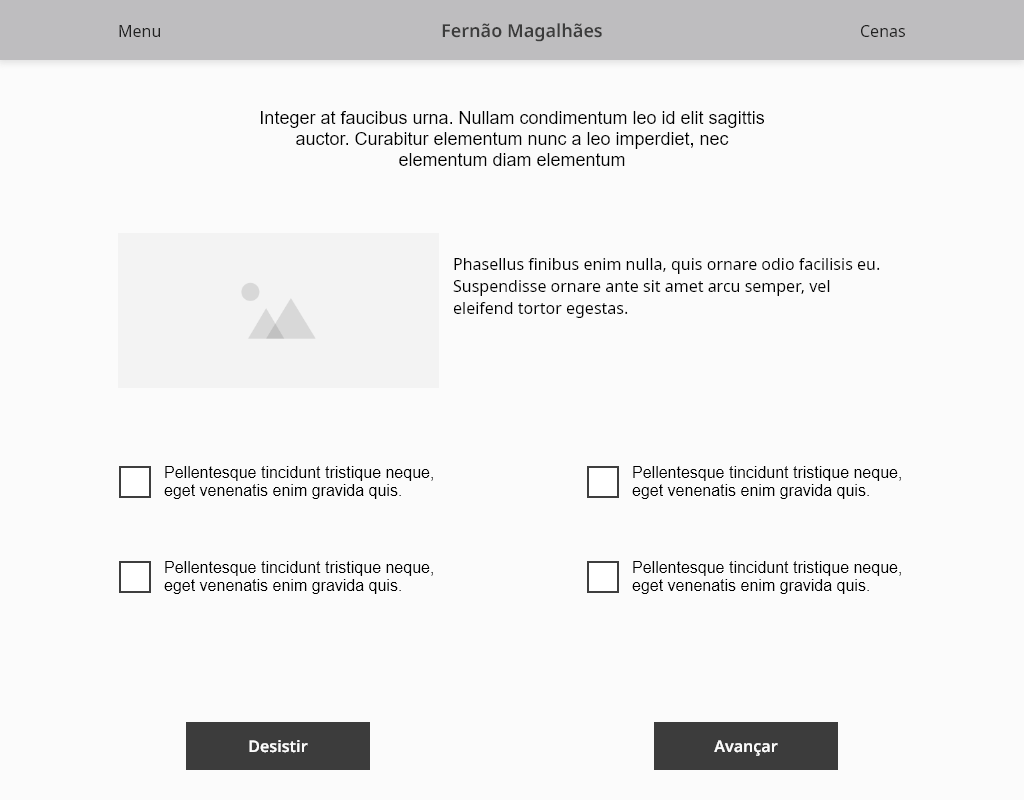 Menu
Fernão Magalhães
Cenas
Integer at faucibus urna. Nullam condimentum leo id elit sagittis
auctor. Curabitur elementum nunc a leo imperdiet, nec
elementum diam elementum
Phasellus finibus enim nulla, quis ornare odio facilisis eu.
Suspendisse ornare ante sit amet arcu semper, vel
eleifend tortor egestas.
Pellentesque tincidunt tristique neque,
eget venenatis enim gravida quis.
Pellentesque tincidunt tristique neque,
eget venenatis enim gravida quis.
Pellentesque tincidunt tristique neque,
eget venenatis enim gravida quis.
Pellentesque tincidunt tristique neque,
eget venenatis enim gravida quis.
Desistir
Avançar